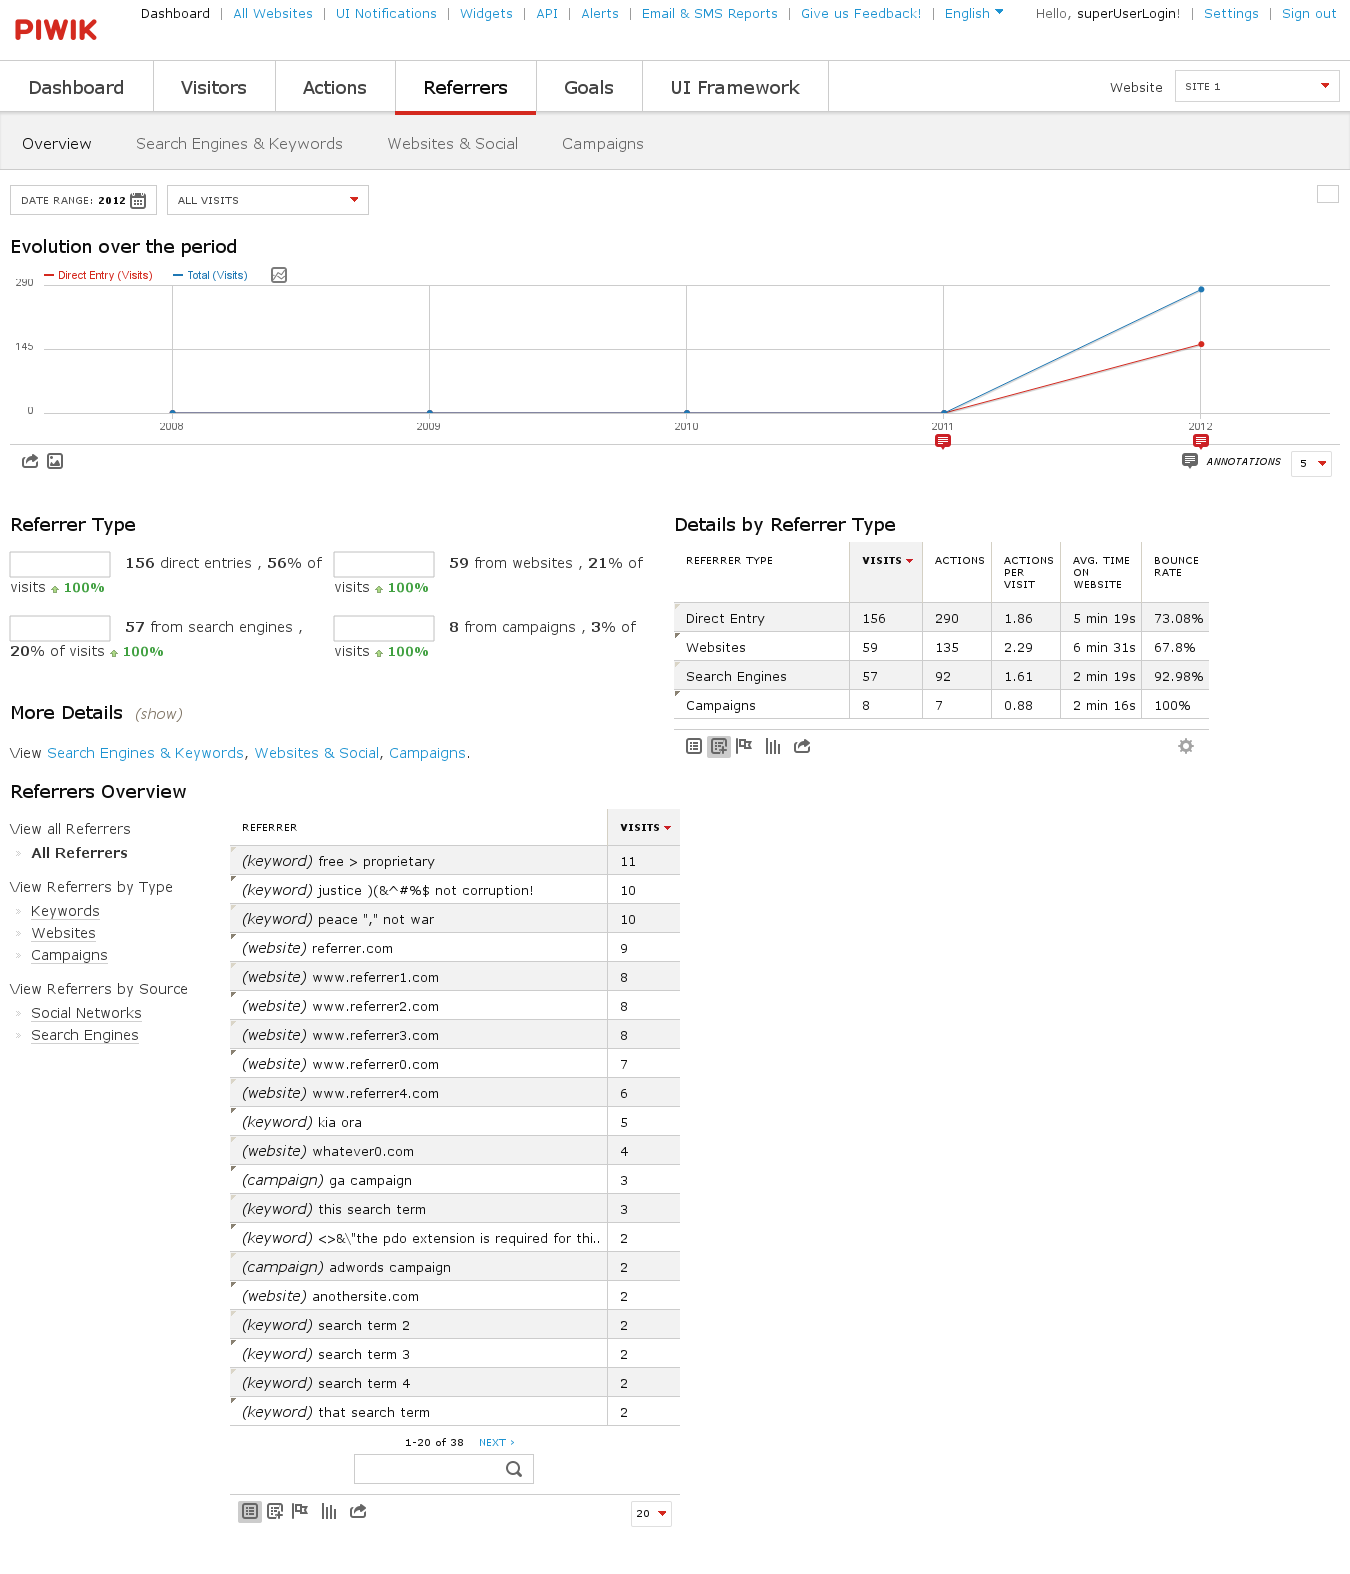 PIWIK
Dashboard | All Websites | UI Notifications | Widgets | API | Alerts | Email & SMS Reports | Give us Feedback! | English Hello, superUserLogin! | Settings | Sign out
Dashboard Visitors Actions Referrers Goals UI Framework Website SITE 1
Overview Search Engines & Keywords Websites & Social Campaigns
DATE RANGE: 2012 ALL VISITS
Evolution over the period
Direct Entry (Visits) Total (Visits)
290
145
0
2008 2009 2010 2011 2012
ANNOTATIONS 5
Referrer Type
156 direct entries , 56% of visits 100%
59 from websites , 21% of visits 100%
57 from search engines , 20% of visits 100%
8 from campaigns , 3% of visits 100%
Details by Referrer Type
REFERRER TYPE VISITS ACTIONS ACTIONS PER VISIT AVG. TIME ON WEBSITE BOUNCE RATE
Direct Entry 156 290 1.86 5 min 19s 73.08%
Websites 59 135 2.29 6 min 31s 67.8%
Search Engines 57 92 1.61 2 min 19s 92.98%
Campaigns 8 7 0.88 2 min 16s 100%
More Details (show)
View Search Engines & Keywords, Websites & Social, Campaigns.
Referrers Overview
View all Referrers
» All Referrers
View Referrers by Type
» Keywords
» Websites
» Campaigns
View Referrers by Source
» Social Networks
» Search Engines
REFERRER VISITS
(keyword) free > proprietary 11
(keyword) justice )(&^#%$ not corruption! 10
(keyword) peace "," not war 10
(website) referrer.com 9
(website) www.referrer1.com 8
(website) www.referrer2.com 8
(website) www.referrer3.com 8
(website) www.referrer0.com 7
(website) www.referrer4.com 6
(keyword) kia ora 5
(website) whatever0.com 4
(campaign) ga campaign 3
(keyword) this search term 3
(keyword) <>&\"the pdo extension is required for thi.. 2
(campaign) adwords campaign 2
(website) anothersite.com 2
(keyword) search term 2 2
(keyword) search term 3 2
(keyword) search term 4 2
(keyword) that search term 2
1-20 of 38 NEXT ›
20